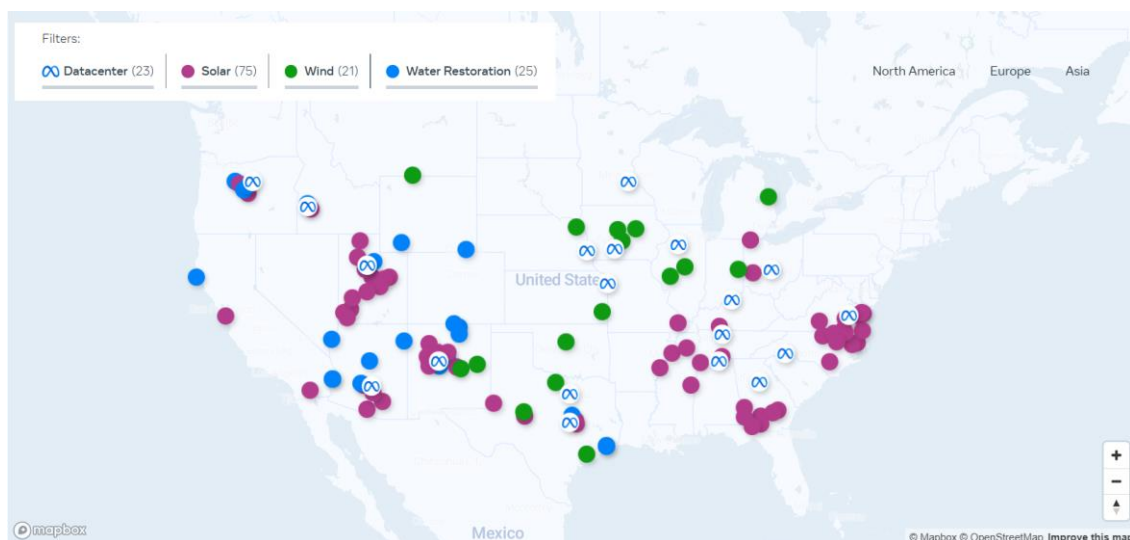 Filters:
Datacenter (23) Solar (75) Wind (21) Water Restoration (25)
North America Europe Asia
United State
Mexico
mapbox
© Mapbox © OpenStreetMap Improve this map